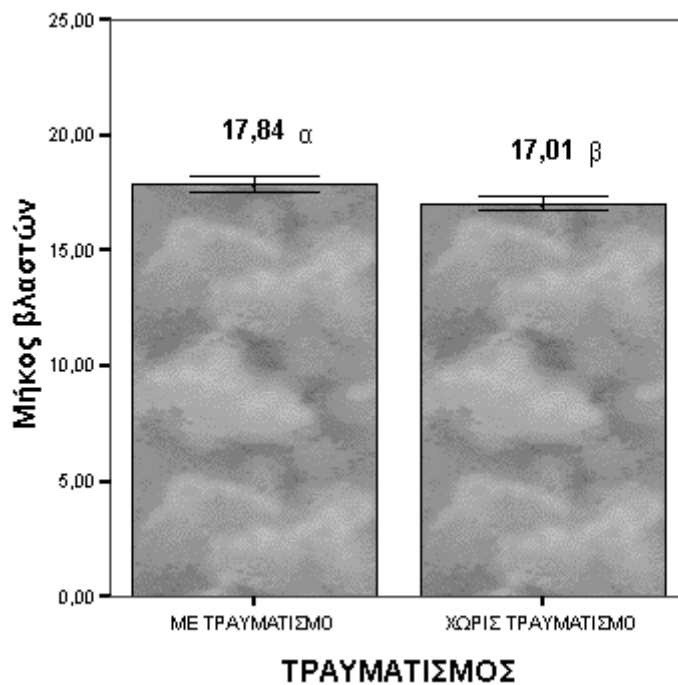 25,00
20,00
15,00
10,00
5,00
0,00
Μήκος βλαστών
17,84 α
17,01 β
ΜΕ ΤΡΑΥΜΑΤΙΣΜΟ
ΧΩΡΙΣ ΤΡΑΥΜΑΤΙΣΜΟ
ΤΡΑΥΜΑΤΙΣΜΟΣ